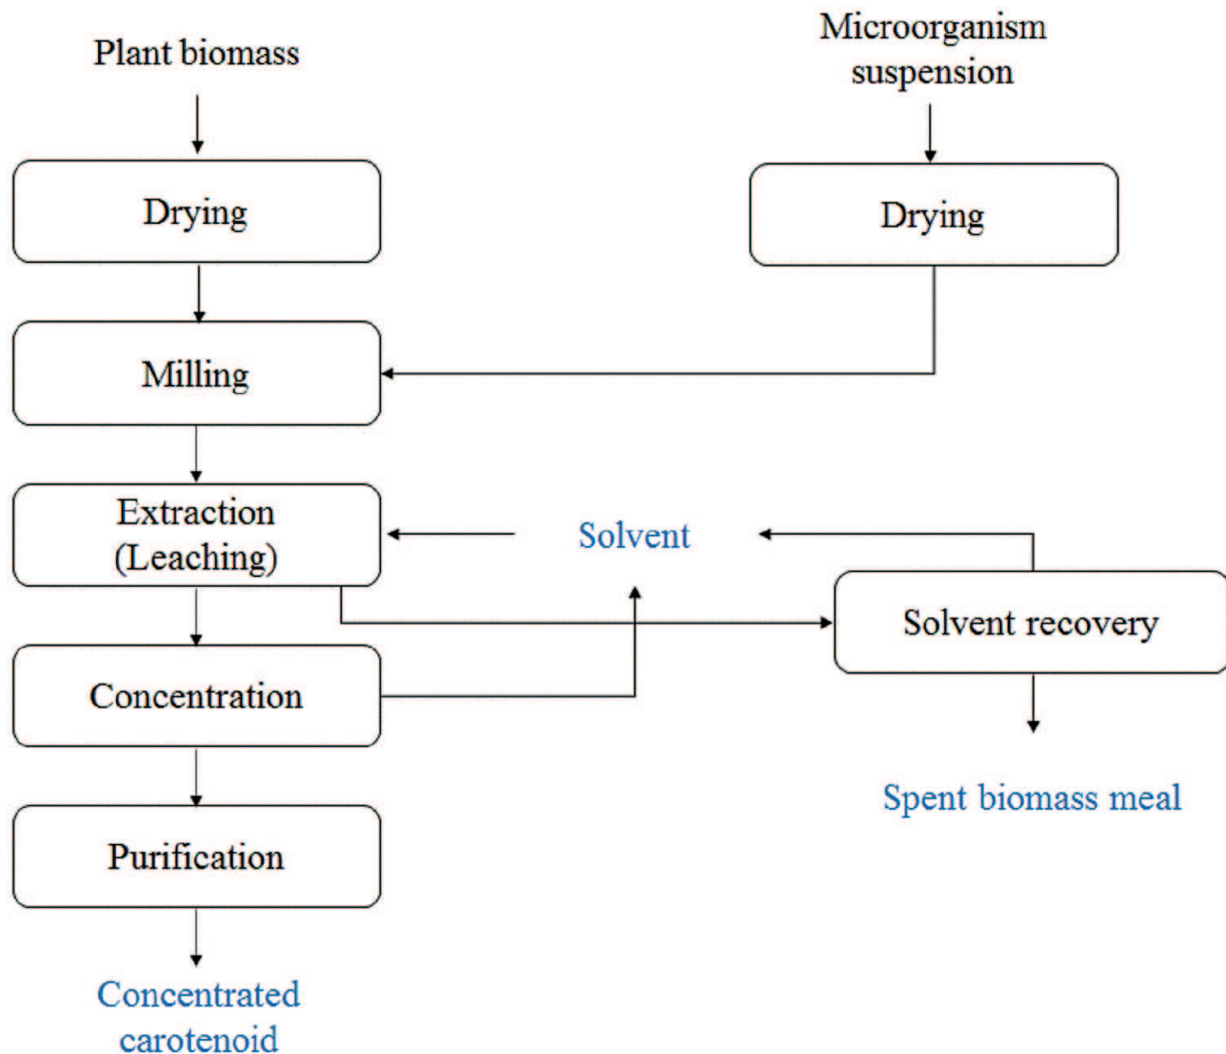 Plant biomass
Microorganism
suspension
Drying
Drying
Milling
Extraction
(Leaching)
Solvent
Solvent recovery
Concentration
Spent biomass meal
Purification
Concentrated
carotenoid